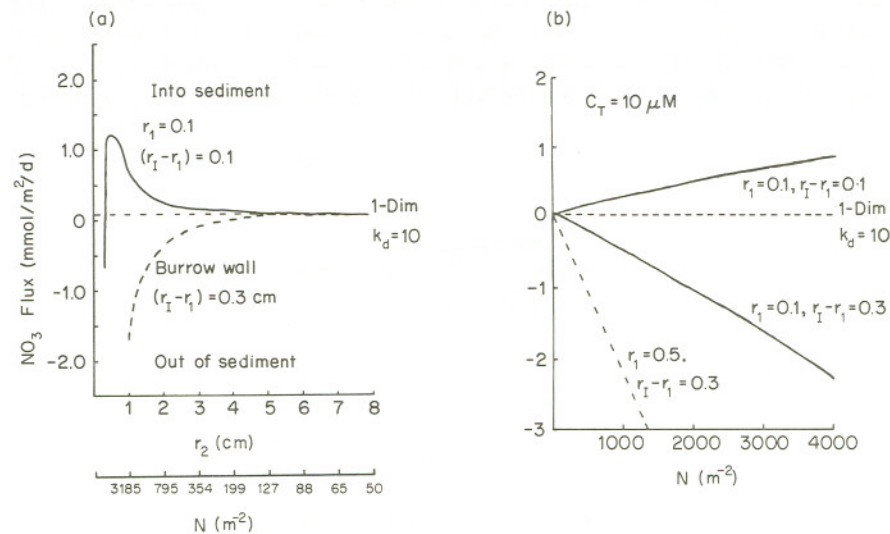 (a)
2.0
1.0
0
-1.0
-2.0
NO3 Flux (mmol/m²/d)
Into sediment
r1 = 0.1
(rI-r1) = 0.1
1-Dim
kd = 10
Burrow wall
(rI-r1) = 0.3 cm
Out of sediment
1 2 3 4 5 6 7 8
r2 (cm)
3185 795 354 199 127 88 65 50
N (m-2)
(b)
2
1
0
-1
-2
-3
CT = 10 μM
r1=0.1, rI-r1=0.1
1-Dim
kd = 10
r1=0.1, rI-r1=0.3
r1=0.5.
rI-r1=0.3
1000 2000 3000 4000
N (m-2)